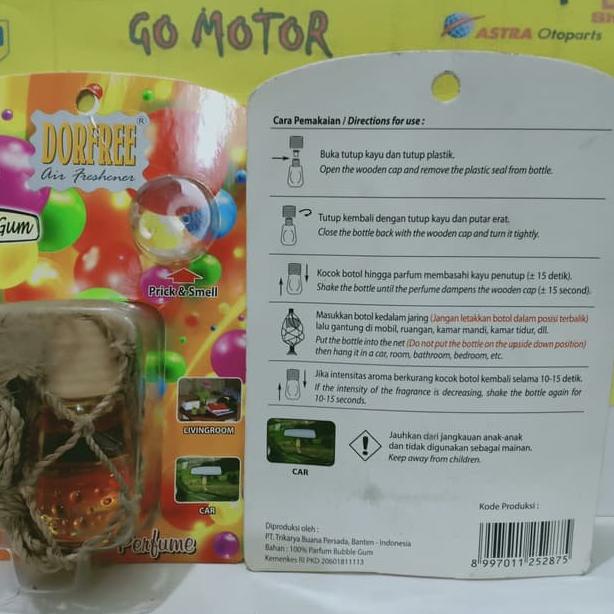 GO MOTOR
ASTRA Otoparts
DORFREE®
Air Freshener
Gum
Prick & Smell
LIVINGROOM
CAR
Perfume
Cara Pemakaian / Directions for use :
Buka tutup kayu dan tutup plastik.
Open the wooden cap and remove the plastic seal from bottle.
Tutup kembali dengan tutup kayu dan putar erat.
Close the bottle back with the wooden cap and turn it tightly.
Kocok botol hingga parfum membasahi kayu penutup (± 15 detik).
Shake the bottle until the perfume dampens the wooden cap (± 15 second).
Masukkan botol kedalam jaring (Jangan letakkan botol dalam posisi terbalik)
lalu gantung di mobil, ruangan, kamar mandi, kamar tidur, dll.
Put the bottle into the net (Do not put the bottle on the upside down position)
then hang it in a car, room, bathroom, bedroom, etc.
Jika intensitas aroma berkurang kocok botol kembali selama 10-15 detik.
If the intensity of the fragrance is decreasing, shake the bottle again for
10-15 seconds.
CAR
Jauhkan dari jangkauan anak-anak
dan tidak digunakan sebagai mainan.
Keep away from children.
Kode Produksi :
Diproduksi oleh :
PT. Trikarya Buana Persada, Banten - Indonesia
Bahan : 100% Parfum Bubble Gum
Kemenkes RI PKD 20601811113
8 997011 252875